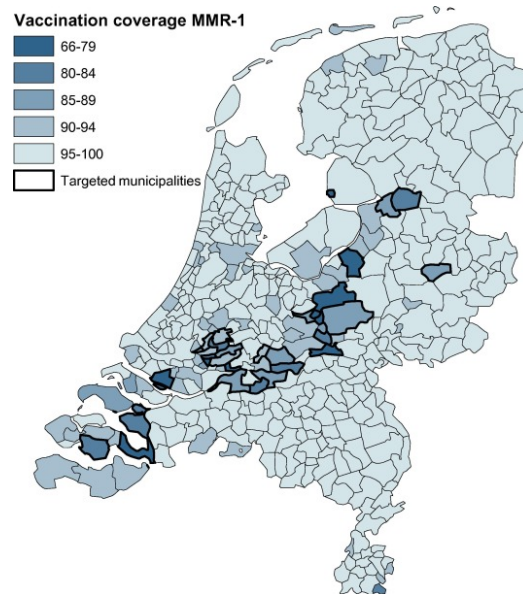 Vaccination coverage MMR-1
66-79
80-84
85-89
90-94
95-100
Targeted municipalities